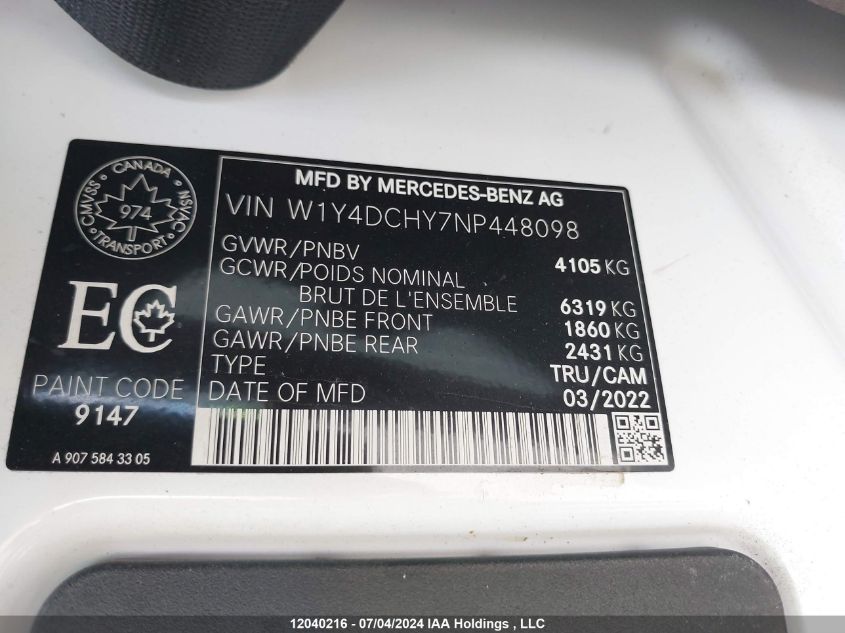 CANADA
CMVSS
974
NSVAC
TRANSPORT
EC
PAINT CODE
9147
A 907 584 33 05
MFD BY MERCEDES-BENZ AG
VIN W1Y4DCHY7NP448098
GVWR/PNBV 4105 KG
GCWR/POIDS NOMINAL
BRUT DE L'ENSEMBLE 6319 KG
GAWR/PNBE FRONT 1860 KG
GAWR/PNBE REAR 2431 KG
TYPE TRU/CAM
DATE OF MFD 03/2022
12040216 - 07/04/2024 IAA Holdings , LLC